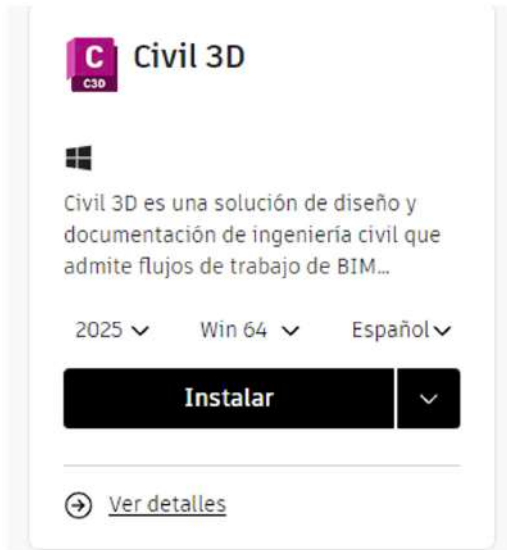 C
C3D
Civil 3D
Civil 3D es una solución de diseño y
documentación de ingeniería civil que
admite flujos de trabajo de BIM...
2025 Win 64 Español
Instalar
Ver detalles